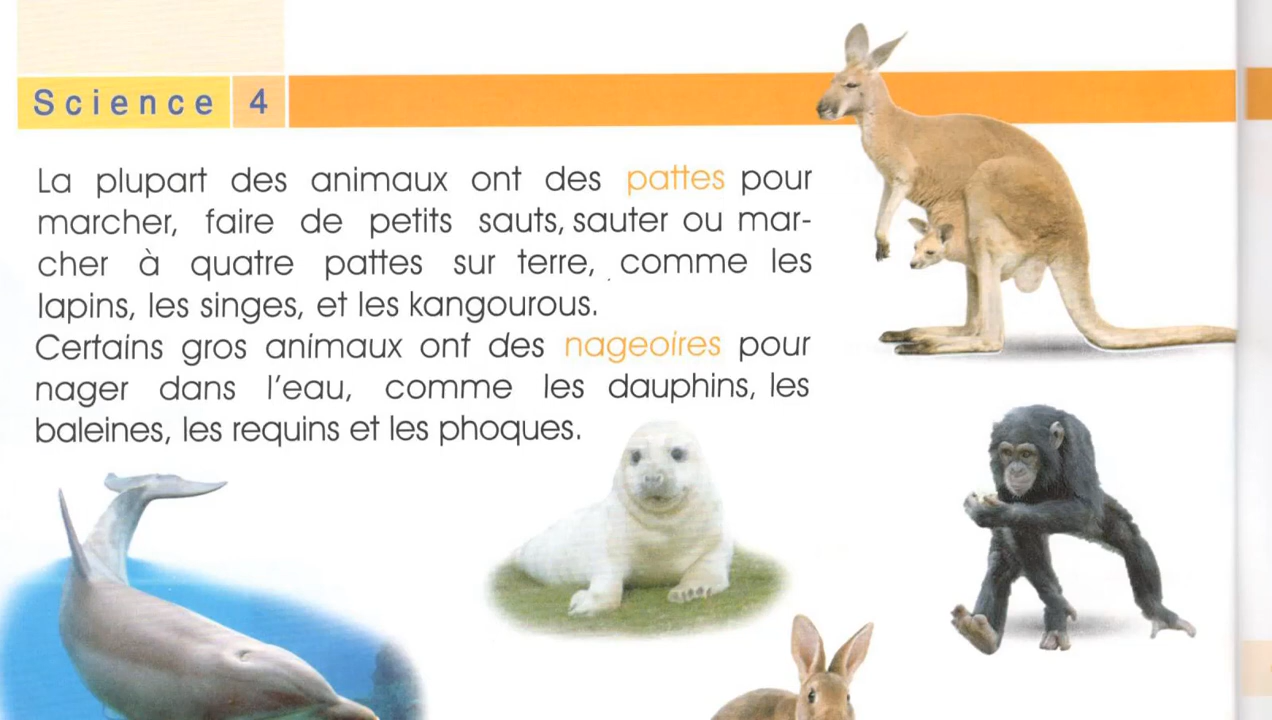 Science 4
La plupart des animaux ont des pattes pour
marcher, faire de petits sauts, sauter ou mar-
cher à quatre pattes sur terre, comme les
lapins, les singes, et les kangourous.
Certains gros animaux ont des nageoires pour
nager dans l'eau, comme les dauphins, les
baleines, les requins et les phoques.